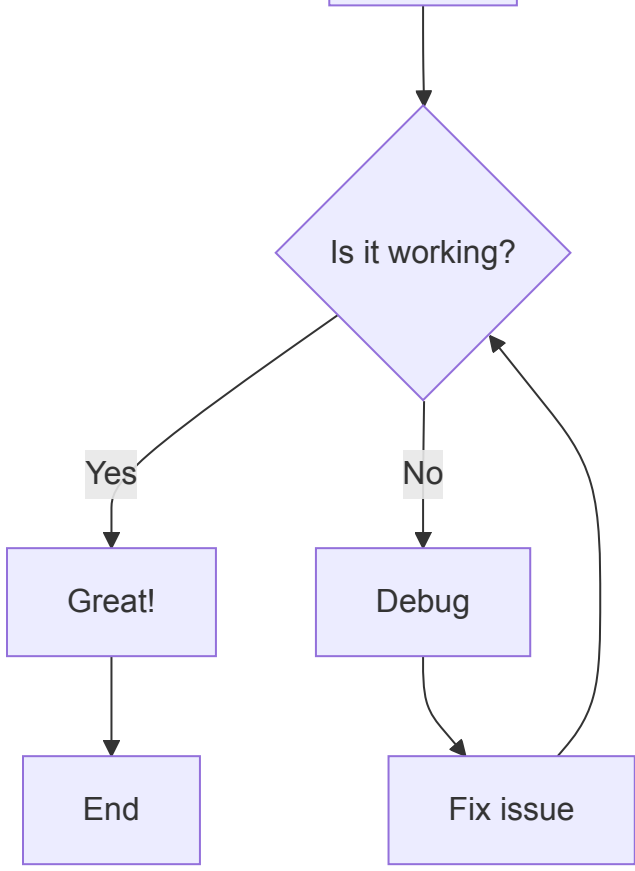 Is it working?
Yes
No
Great!
Debug
End
Fix issue